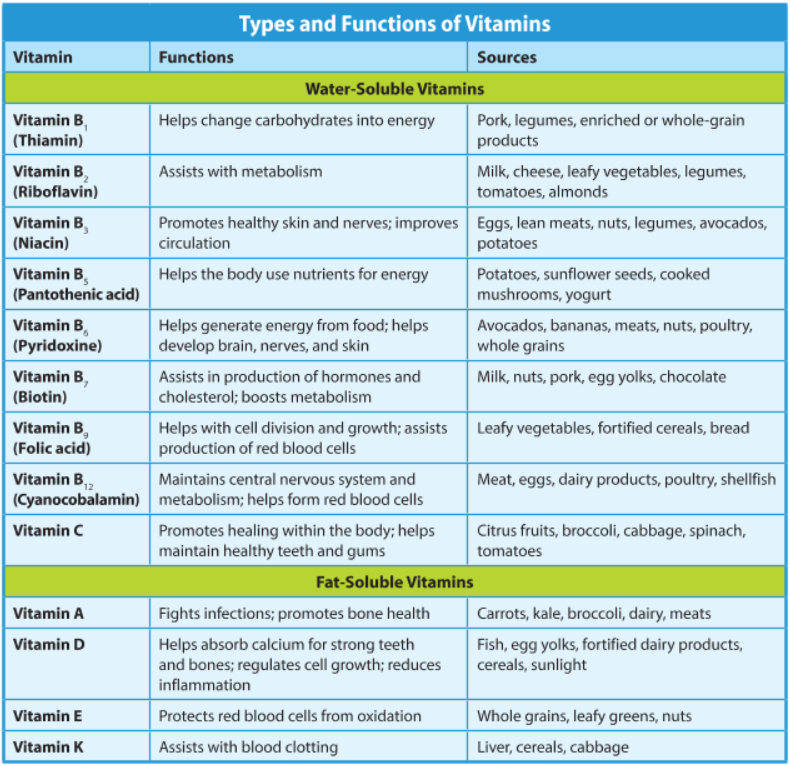 Types and Functions of Vitamins
Vitamin Functions Sources
Water-Soluble Vitamins
Vitamin B1 Helps change carbohydrates into energy Pork, legumes, enriched or whole-grain
(Thiamin) products
Vitamin B2 Assists with metabolism Milk, cheese, leafy vegetables, legumes,
(Riboflavin) tomatoes, almonds
Vitamin B3 Promotes healthy skin and nerves; improves Eggs, lean meats, nuts, legumes, avocados,
(Niacin) circulation potatoes
Vitamin B5 Helps the body use nutrients for energy Potatoes, sunflower seeds, cooked
(Pantothenic acid) mushrooms, yogurt
Vitamin B6 Helps generate energy from food; helps Avocados, bananas, meats, nuts, poultry,
(Pyridoxine) develop brain, nerves, and skin whole grains
Vitamin B7 Assists in production of hormones and Milk, nuts, pork, egg yolks, chocolate
(Biotin) cholesterol; boosts metabolism
Vitamin B9 Helps with cell division and growth; assists Leafy vegetables, fortified cereals, bread
(Folic acid) production of red blood cells
Vitamin B12 Maintains central nervous system and Meat, eggs, dairy products, poultry, shellfish
(Cyanocobalamin) metabolism; helps form red blood cells
Vitamin C Promotes healing within the body; helps Citrus fruits, broccoli, cabbage, spinach,
maintain healthy teeth and gums tomatoes
Fat-Soluble Vitamins
Vitamin A Fights infections; promotes bone health Carrots, kale, broccoli, dairy, meats
Vitamin D Helps absorb calcium for strong teeth Fish, egg yolks, fortified dairy products,
and bones; regulates cell growth; reduces cereals, sunlight
inflammation
Vitamin E Protects red blood cells from oxidation Whole grains, leafy greens, nuts
Vitamin K Assists with blood clotting Liver, cereals, cabbage